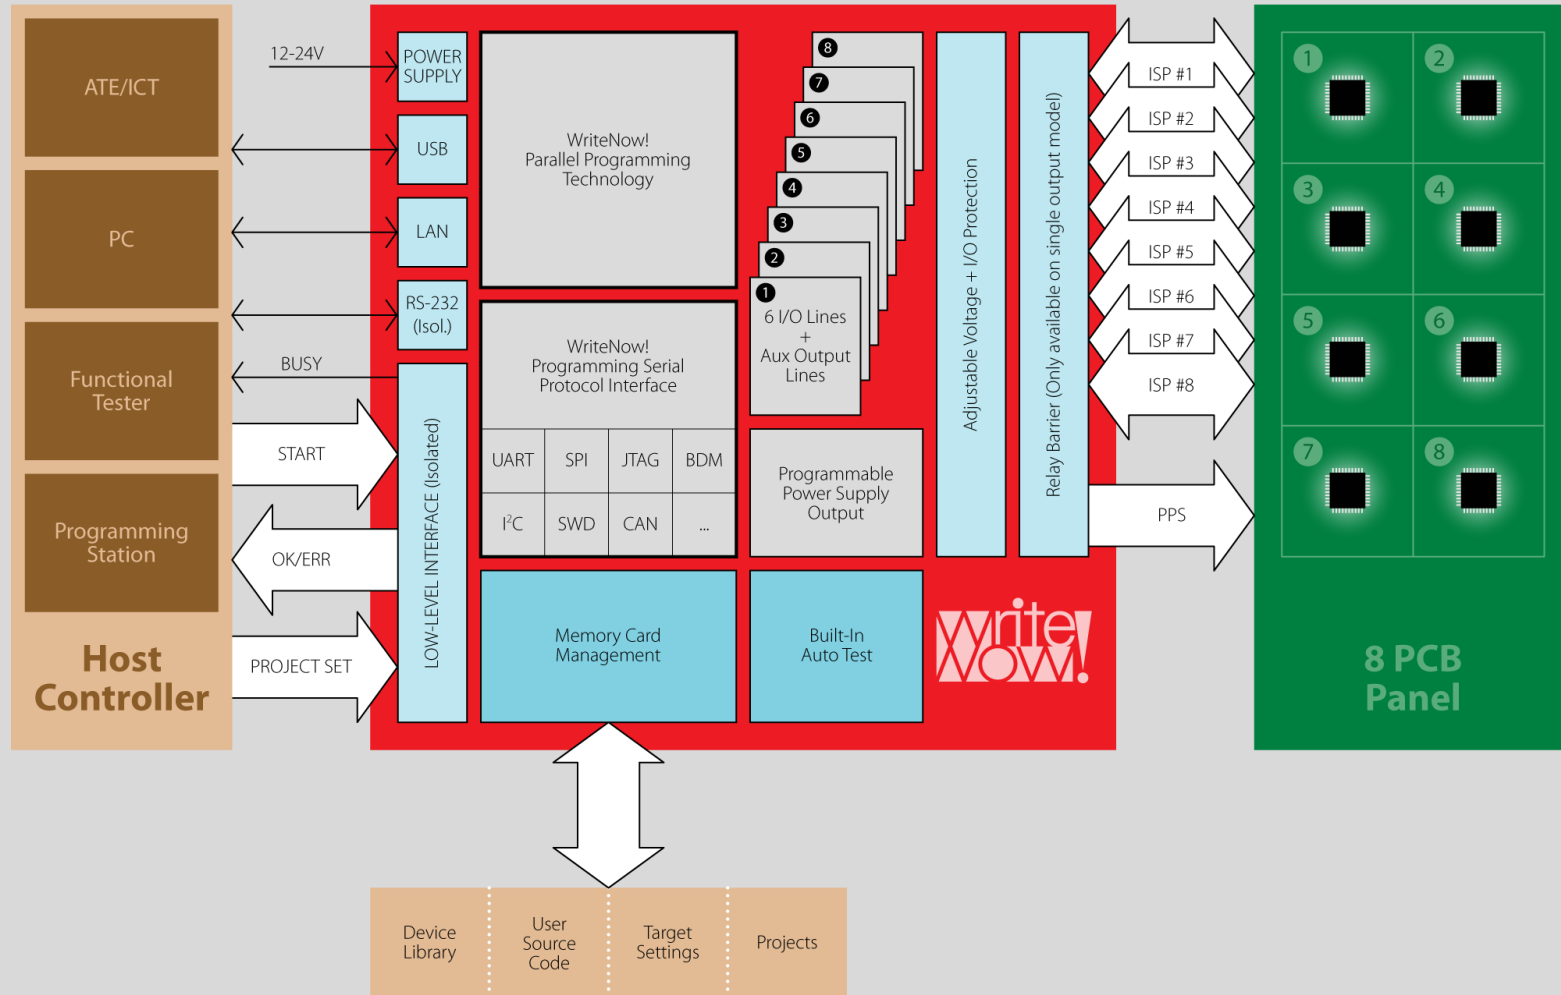 ATE/ICT
PC
Functional
Tester
Programming
Station
Host
Controller
12-24V
BUSY
START
OK/ERR
PROJECT SET
POWER
SUPPLY
USB
LAN
RS-232
(Isol.)
LOW-LEVEL INTERFACE (Isolated)
WriteNow!
Parallel Programming
Technology
WriteNow!
Programming Serial
Protocol Interface
UART
SPI
JTAG
BDM
I²C
SWD
CAN
...
Memory Card
Management
8
7
6
5
4
3
2
1
6 I/O Lines
+
Aux Output
Lines
Programmable
Power Supply
Output
Built-In
Auto Test
Adjustable Voltage + I/O Protection
Relay Barrier (Only available on single output model)
Write
NOW!
ISP #1
ISP #2
ISP #3
ISP #4
ISP #5
ISP #6
ISP #7
ISP #8
PPS
1
2
3
4
5
6
7
8
8 PCB
Panel
Device
Library
User
Source
Code
Target
Settings
Projects